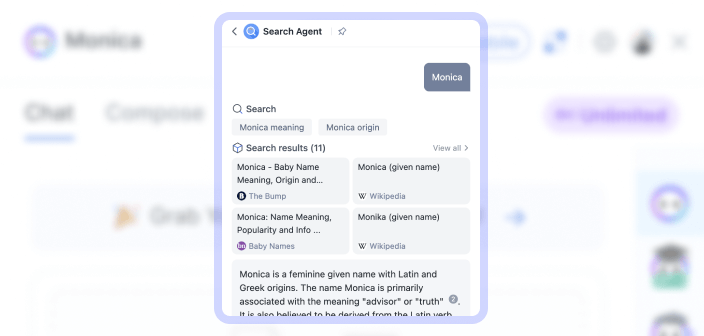 Monica
Search Agent
Monica
Chat Compose
Unlimited
Search
Monica meaning Monica origin
Search results (11)
View all
Monica - Baby Name
Meaning, Origin and...
The Bump
Monica (given name)
Wikipedia
Monica: Name Meaning,
Popularity and Info ...
Baby Names
Monika (given name)
Wikipedia
Monica is a feminine given name with Latin and
Greek origins. The name Monica is primarily
associated with the meaning "advisor" or "truth" 2.
It is also believed to be derived from the Latin verb